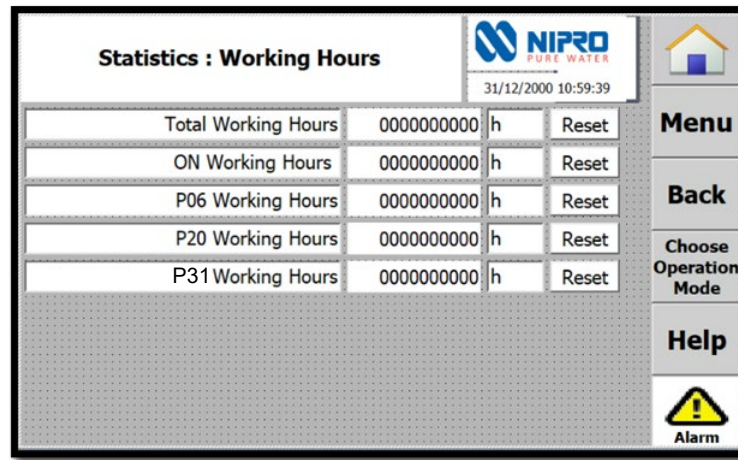 Statistics : Working Hours
NIPRO
PURE WATER
31/12/2000 10:59:39
Total Working Hours 0000000000 h Reset
ON Working Hours 0000000000 h Reset
P06 Working Hours 0000000000 h Reset
P20 Working Hours 0000000000 h Reset
P31 Working Hours 0000000000 h Reset
Menu
Back
Choose
Operation
Mode
Help
Alarm